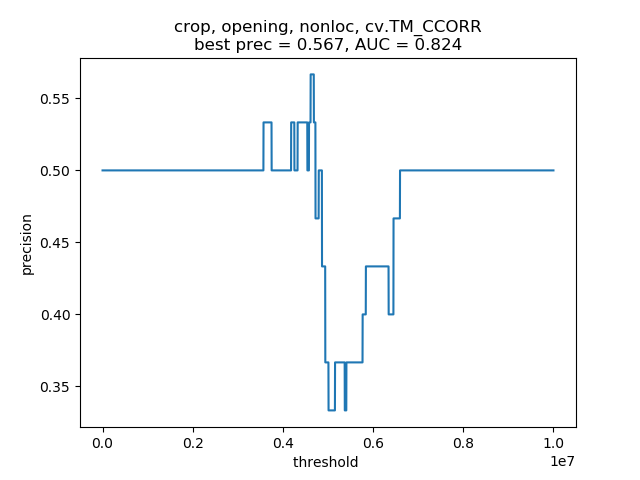 crop, opening, nonloc, cv.TM_CCORR
best prec = 0.567, AUC = 0.824
0.55
0.50
0.45
0.40
0.35
precision
0.0 0.2 0.4 0.6 0.8 1.0
1e7
threshold